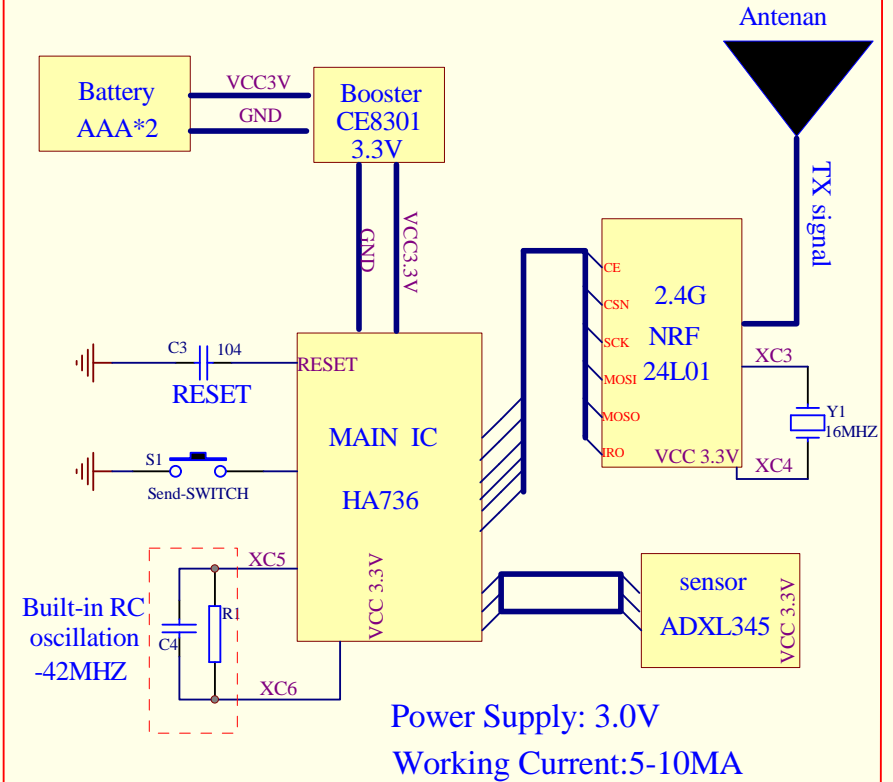 Antenan
Battery
AAA*2
VCC3V
GND
Booster
CE8301
3.3V
GND
VCC3.3V
TX signal
CE
CSN
SCK
MOSI
MOSO
IRO
2.4G
NRF
24L01
VCC 3.3V
XC3
XC4
Y1
16MHZ
C3
104
RESET
RESET
S1
Send-SWITCH
MAIN IC
HA736
VCC 3.3V
XC5
XC6
R1
C4
Built-in RC
oscillation
-42MHZ
sensor
ADXL345
VCC 3.3V
Power Supply: 3.0V
Working Current:5-10MA